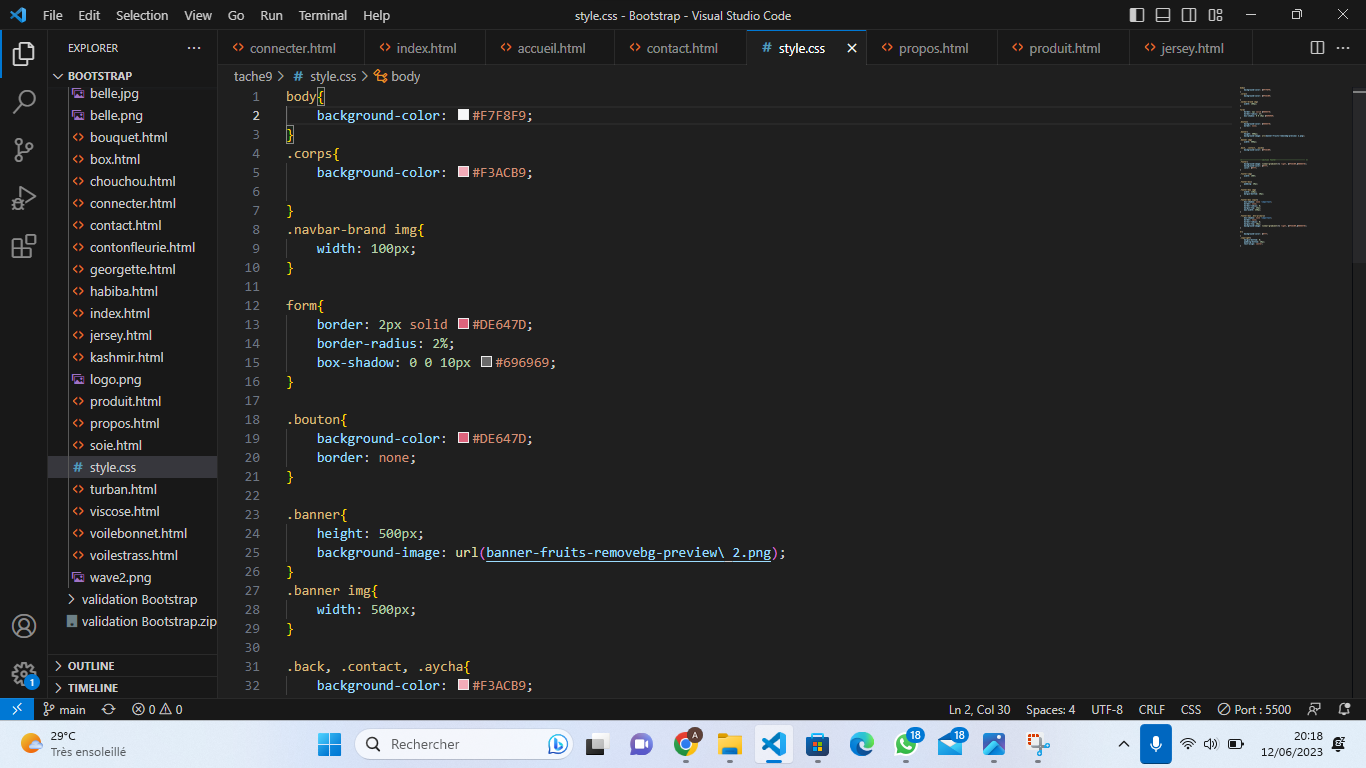 File Edit Selection View Go Run Terminal Help style.css - Bootstrap - Visual Studio Code
EXPLORER
connecter.html index.html accueil.html contact.html # style.css propos.html produit.html jersey.html
BOOTSTRAP
belle.jpg
belle.png
bouquet.html
box.html
chouchou.html
connecter.html
contact.html
contonfleurie.html
georgette.html
habiba.html
index.html
jersey.html
kashmir.html
logo.png
produit.html
propos.html
soie.html
# style.css
turban.html
viscose.html
voilebonnet.html
voilestrass.html
wave2.png
validation Bootstrap
validation Bootstrap.zip
OUTLINE
TIMELINE
tache9 > # style.css > body
1 body{
2 background-color: #F7F8F9;
3 }
4 .corps{
5 background-color: #F3ACB9;
6
7 }
8 .navbar-brand img{
9 width: 100px;
10 }
11
12 form{
13 border: 2px solid #DE647D;
14 border-radius: 2%;
15 box-shadow: 0 0 10px #696969;
16 }
17
18 .bouton{
19 background-color: #DE647D;
20 border: none;
21 }
22
23 .banner{
24 height: 500px;
25 background-image: url(banner-fruits-removebg-preview\ 2.png);
26 }
27 .banner img{
28 width: 500px;
29 }
30
31 .back, .contact, .aycha{
32 background-color: #F3ACB9;
1
main 0 0 Ln 2, Col 30 Spaces: 4 UTF-8 CRLF CSS Port : 5500
29°C
Très ensoleillé
Rechercher
A
18
18
20:18
12/06/2023